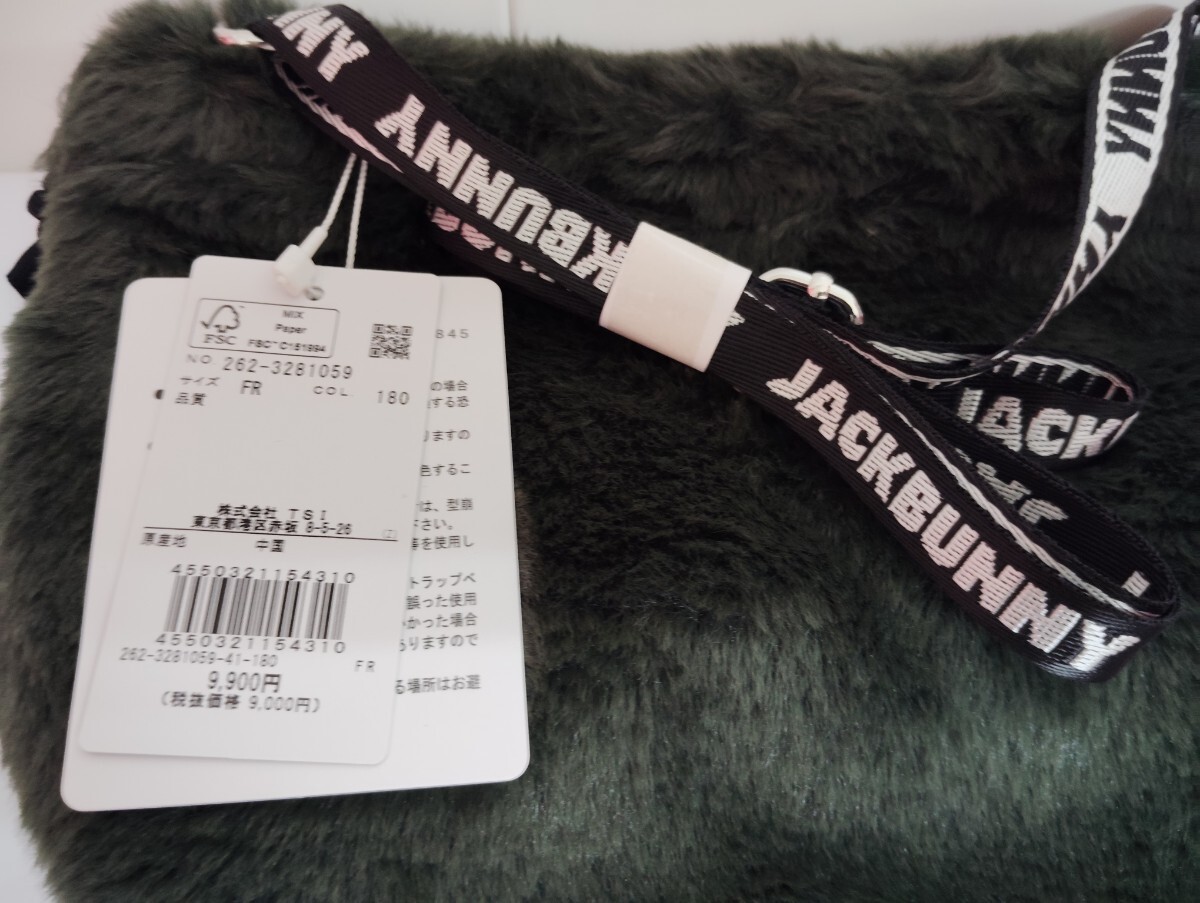 JACKBUNNY
JACKBUNNY
JACK
MIX
Paper
FSC
FSC™ C181994
NO. 262-3281059
サイズ FR COL. 180
品質
株式会社 TSI
東京都港区赤坂 8-5-26
(Z)
原産地 中国
4550321154310
4550321154310
262-3281059-41-180 FR
9,900円
(税抜価格 9,000円)
845
の場合
する恐
りますの
色するこ
は、型崩
下さい。
等を使用し
トラップベ
誤った使用
かった場合
ありますので
る場所はお避